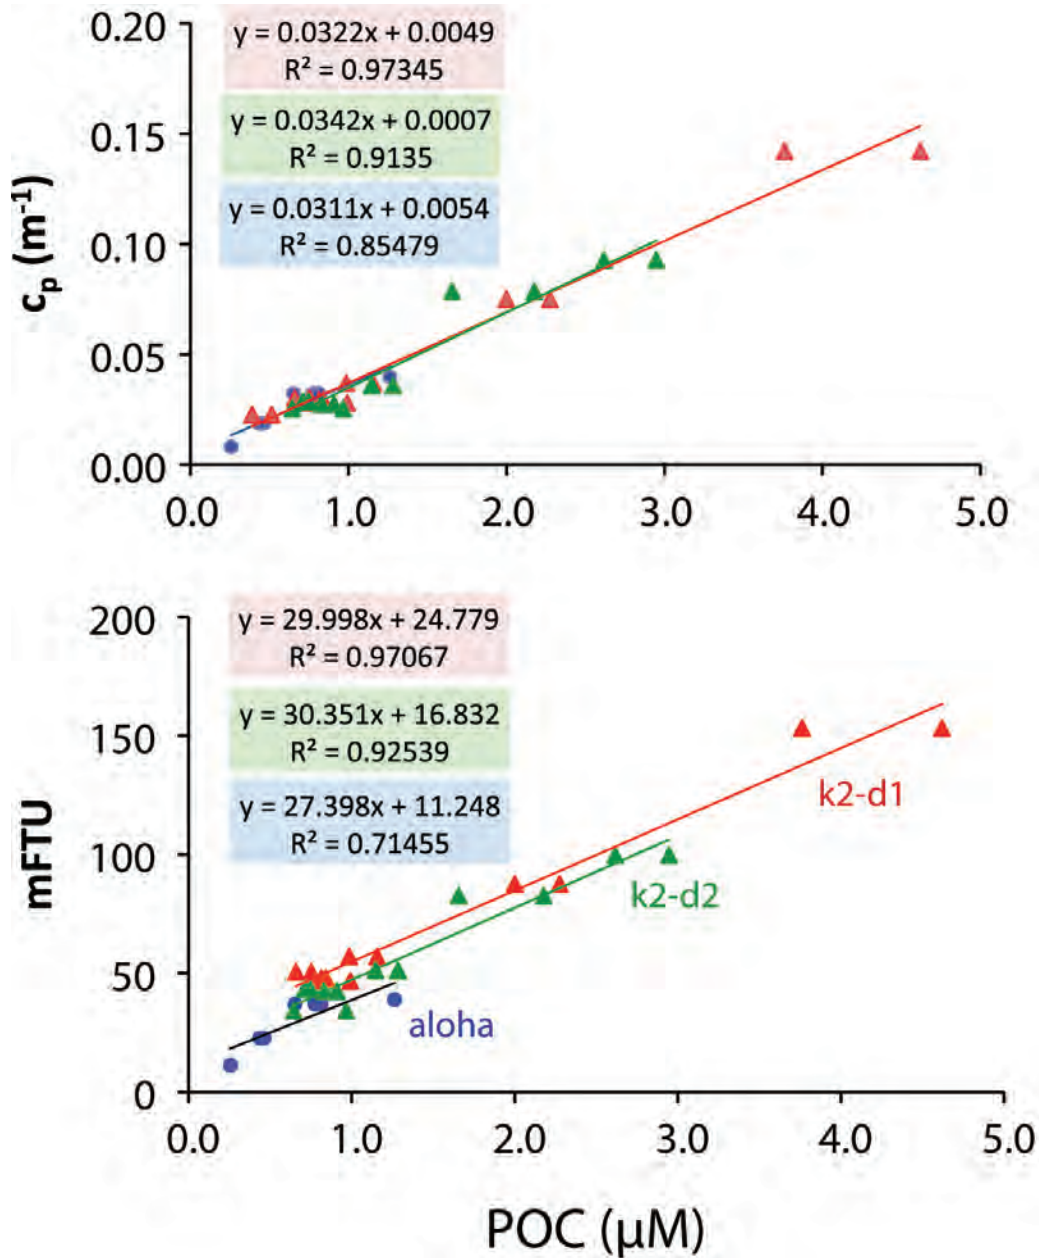 0.20
y = 0.0322x + 0.0049
R² = 0.97345
0.15
y = 0.0342x + 0.0007
R² = 0.9135
y = 0.0311x + 0.0054
R² = 0.85479
0.10
0.05
0.00
cp (m⁻¹)
0.0 1.0 2.0 3.0 4.0 5.0
200
y = 29.998x + 24.779
R² = 0.97067
150
y = 30.351x + 16.832
R² = 0.92539
y = 27.398x + 11.248
R² = 0.71455
100
50
0
mFTU
k2-d1
k2-d2
aloha
0.0 1.0 2.0 3.0 4.0 5.0
POC (μM)